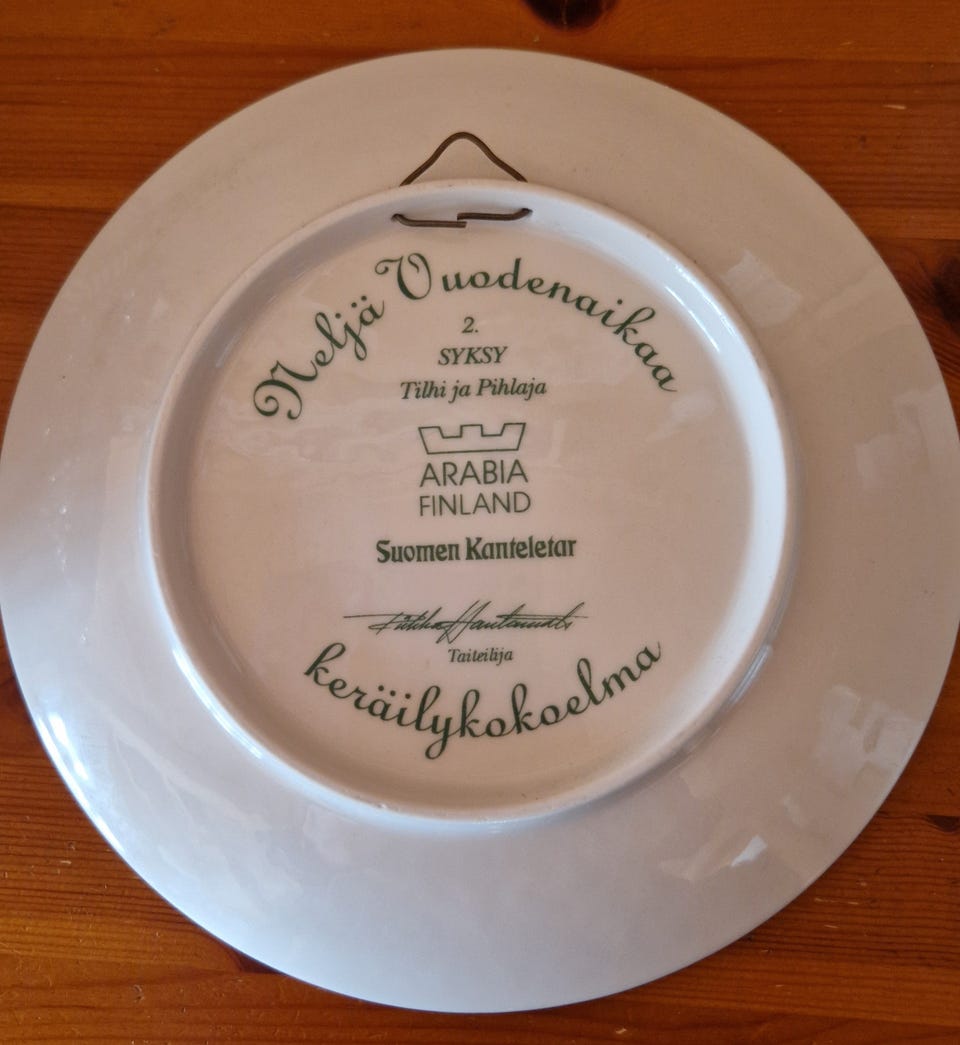 Neljä Vuodenaikaa
2.
SYKSY
Tilhi ja Pihlaja
ARABIA
FINLAND
Suomen Kanteletar
Taiteilija
keräilykokoelma